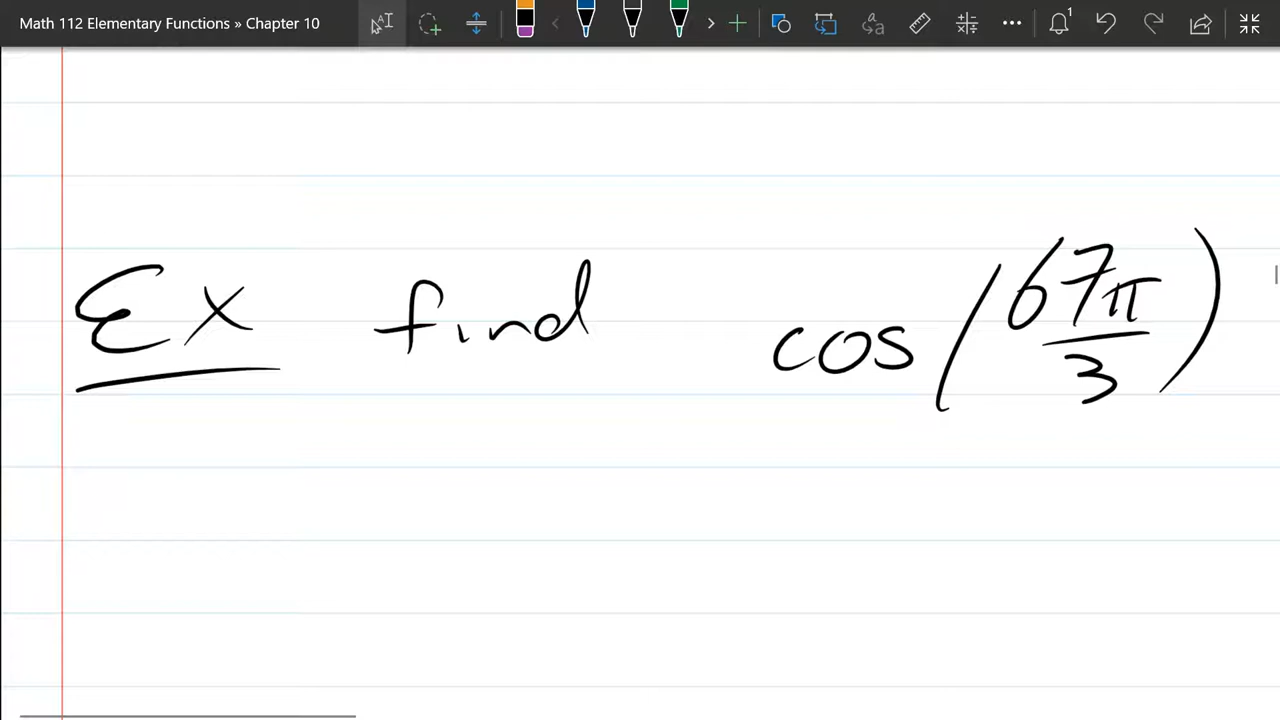 Math 112 Elementary Functions » Chapter 10
Ex find cos(67π/3)